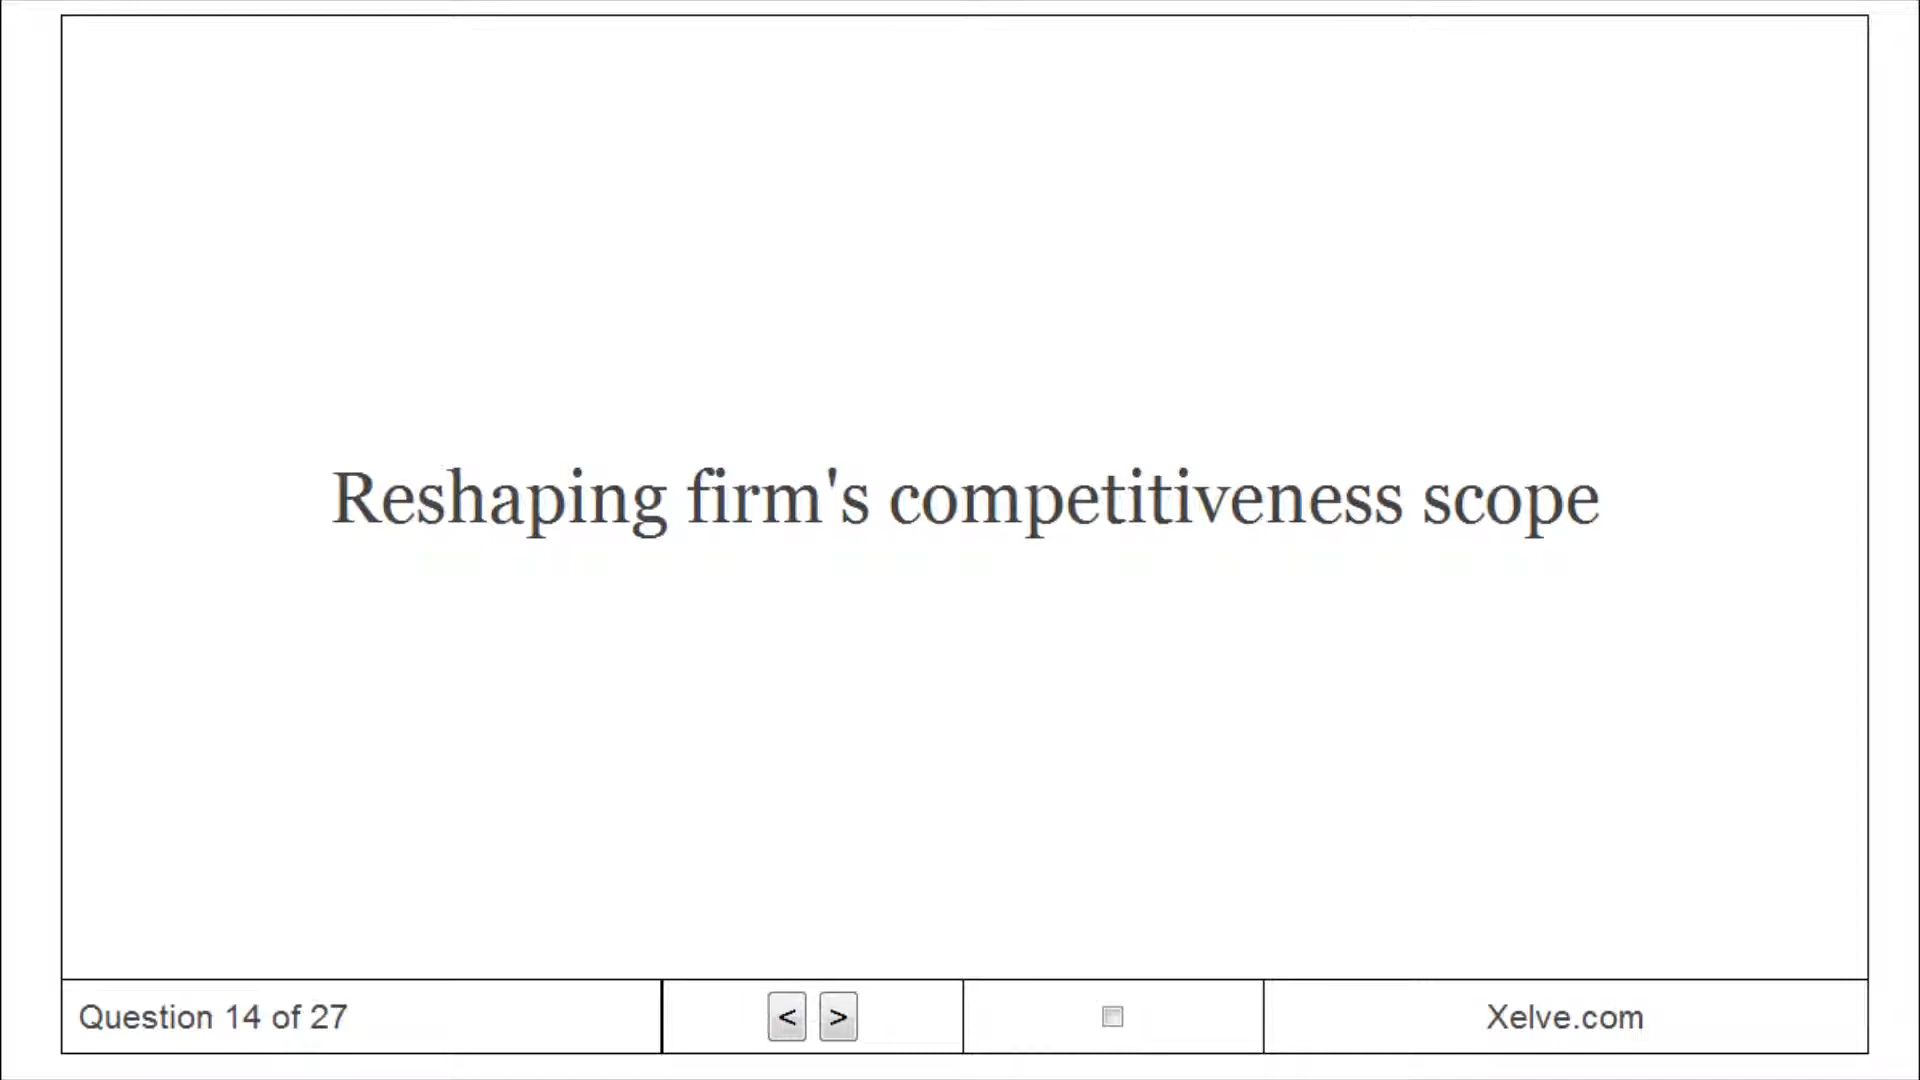 Reshaping firm's competitiveness scope
Question 14 of 27
< >
Xelve.com